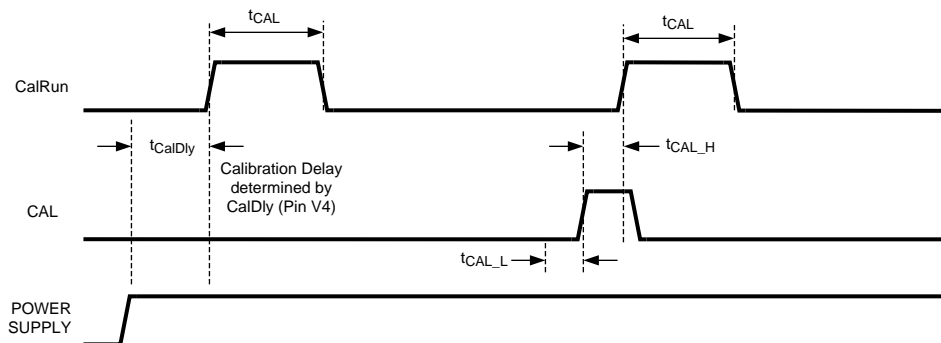 tCAL
tCAL
CalRun
tCalDly
Calibration Delay
determined by
CalDly (Pin V4)
tCAL_H
CAL
tCAL_L
POWER
SUPPLY